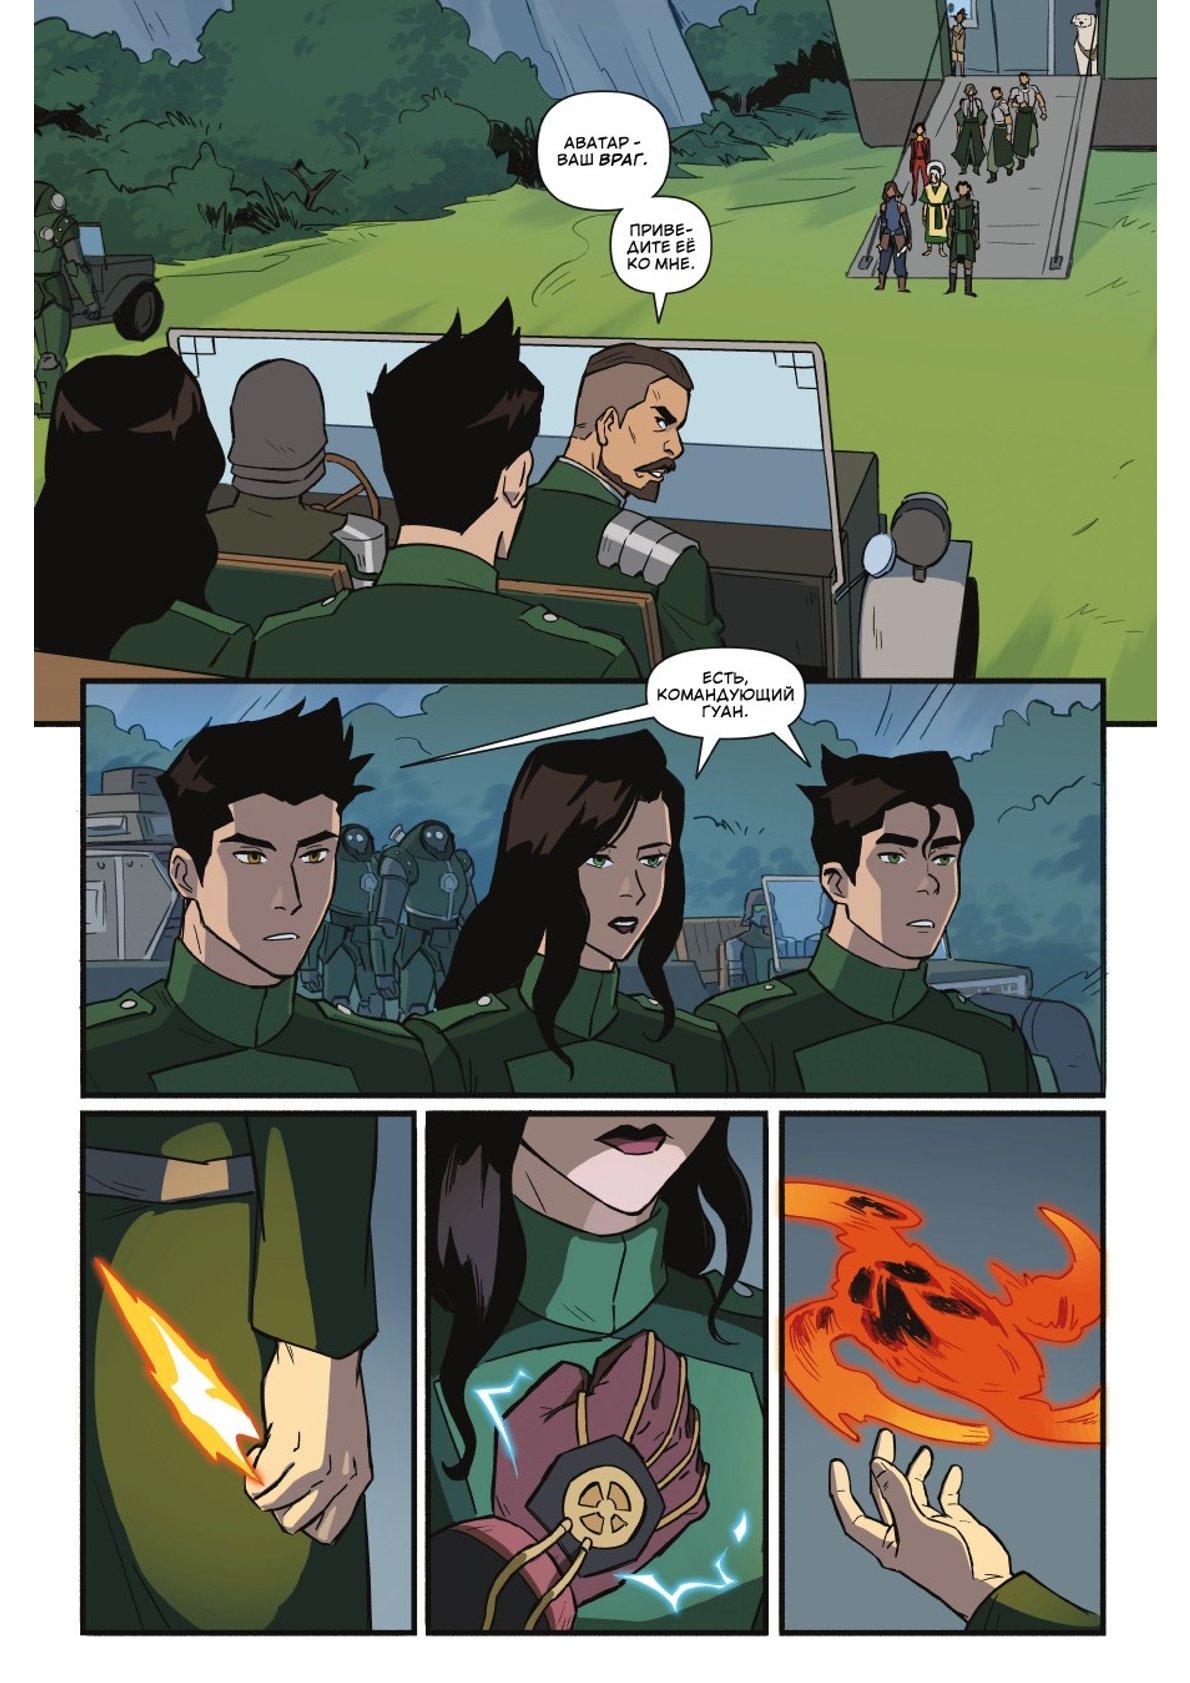 АВАТАР -
ВАШ ВРАГ.
ПРИВЕ-
ДИТЕ ЕЁ
КО МНЕ.
ЕСТЬ,
КОМАНДУЮЩИЙ
ГУАН.